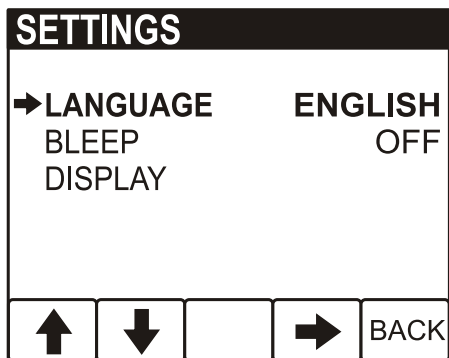 SETTINGS
LANGUAGE ENGLISH
BLEEP OFF
DISPLAY
BACK